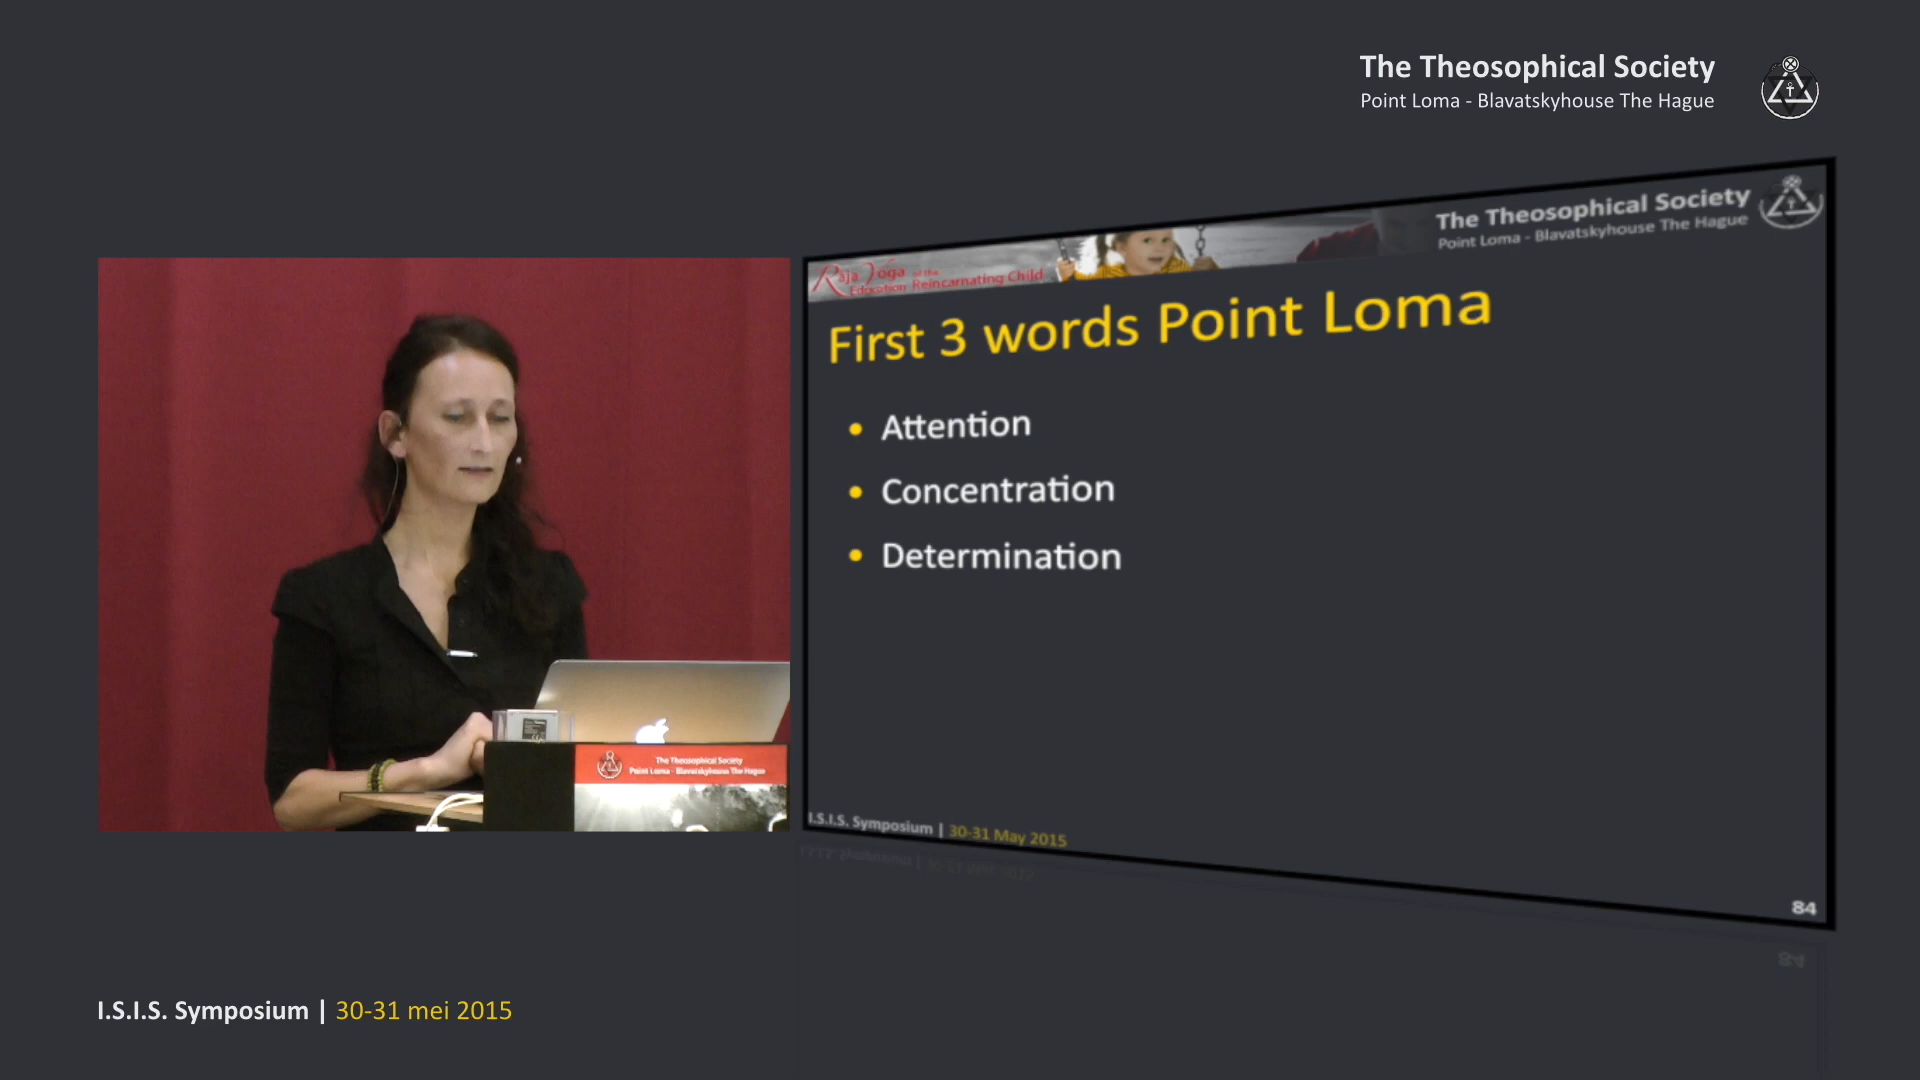 The Theosophical Society
Point Loma - Blavatskyhouse The Hague
The Theosophical Society
Point Loma - Blavatskyhouse The Hague
Raja Yoga
Education of the Reincarnating Child
First 3 words Point Loma
• Attention
• Concentration
• Determination
The Theosophical Society
Point Loma - Blavatskyhouse The Hague
I.S.I.S. Symposium | 30-31 May 2015
84
I.S.I.S. Symposium | 30-31 mei 2015